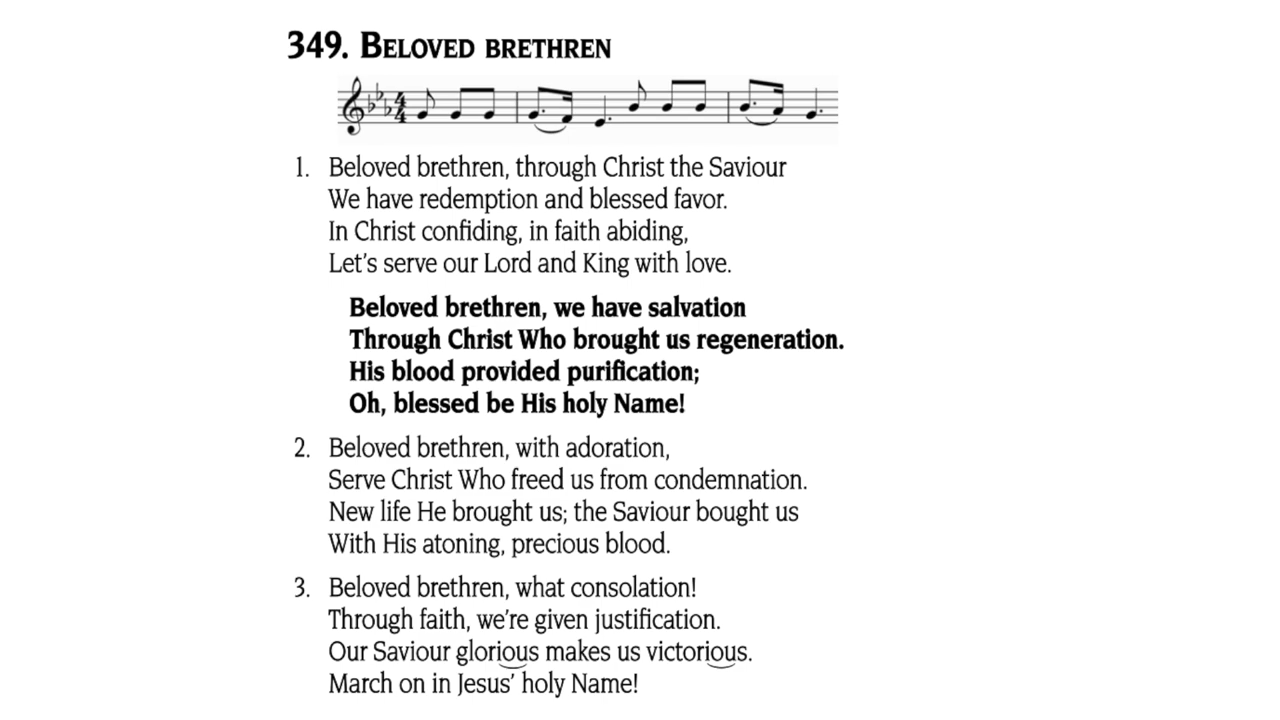 349. BELOVED BRETHREN
4
4
1. Beloved brethren, through Christ the Saviour
We have redemption and blessed favor.
In Christ confiding, in faith abiding,
Let's serve our Lord and King with love.
Beloved brethren, we have salvation
Through Christ Who brought us regeneration.
His blood provided purification;
Oh, blessed be His holy Name!
2. Beloved brethren, with adoration,
Serve Christ Who freed us from condemnation.
New life He brought us; the Saviour bought us
With His atoning, precious blood.
3. Beloved brethren, what consolation!
Through faith, we're given justification.
Our Saviour glorious makes us victorious.
March on in Jesus' holy Name!